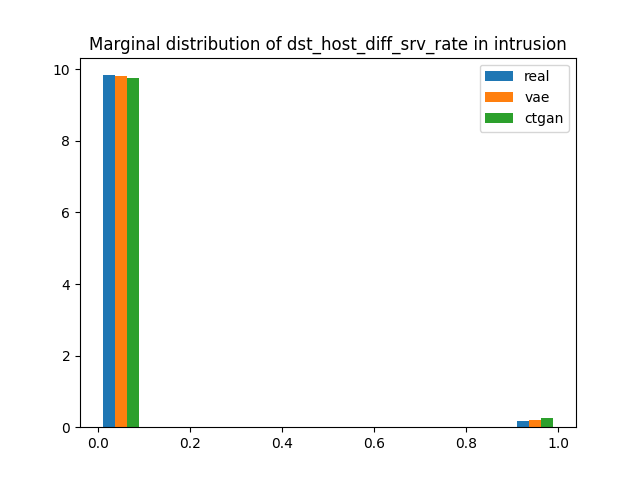 Marginal distribution of dst_host_diff_srv_rate in intrusion
real
vae
ctgan
10
8
6
4
2
0
0.0 0.2 0.4 0.6 0.8 1.0